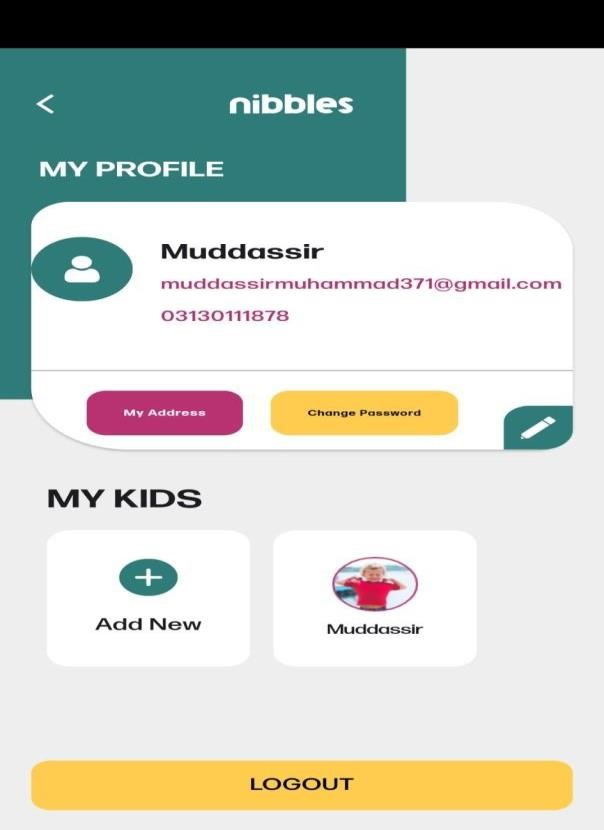 nibbles
MY PROFILE
Muddassir
muddassirmuhammad371@gmail.com
03130111878
My Address
Change Password
MY KIDS
Add New
Muddassir
LOGOUT